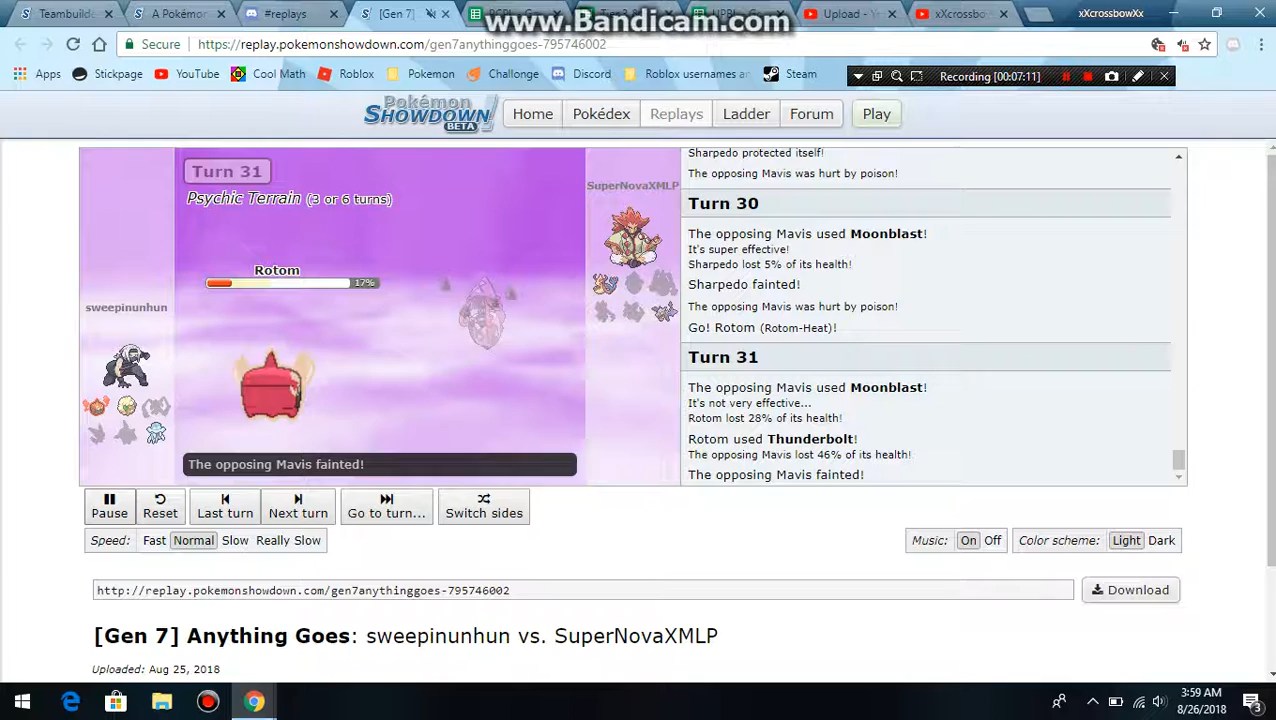 www.Bandicam.com
Teambuil
A Pokémo
#replays
[Gen 7]
Upload - Yo
xXcrossbo
xXcrossbowXx
Secure
https://replay.pokemonshowdown.com/gen7anythinggoes-795746002
Apps
Stickpage
YouTube
Cool Math
Roblox
Pokemon
Challonge
Discord
Roblox usernames an
Steam
Recording [00:07:11]
Pokémon
SHOWDOWN!
BETA
Home
Pokédex
Replays
Ladder
Forum
Play
Turn 31
Psychic Terrain (3 or 6 turns)
Rotom
17%
sweepinunhun
SuperNovaXMLP
The opposing Mavis fainted!
Sharpedo protected itself!
The opposing Mavis was hurt by poison!
Turn 30
The opposing Mavis used Moonblast!
It's super effective!
Sharpedo lost 5% of its health!
Sharpedo fainted!
The opposing Mavis was hurt by poison!
Go! Rotom (Rotom-Heat)!
Turn 31
The opposing Mavis used Moonblast!
It's not very effective...
Rotom lost 28% of its health!
Rotom used Thunderbolt!
The opposing Mavis lost 46% of its health!
The opposing Mavis fainted!
Pause
Reset
Last turn
Next turn
Go to turn...
Switch sides
Speed: Fast Normal Slow Really Slow
Music: On Off
Color scheme: Light Dark
http://replay.pokemonshowdown.com/gen7anythinggoes-795746002
Download
[Gen 7] Anything Goes: sweepinunhun vs. SuperNovaXMLP
Uploaded: Aug 25, 2018
3:59 AM
8/26/2018
3